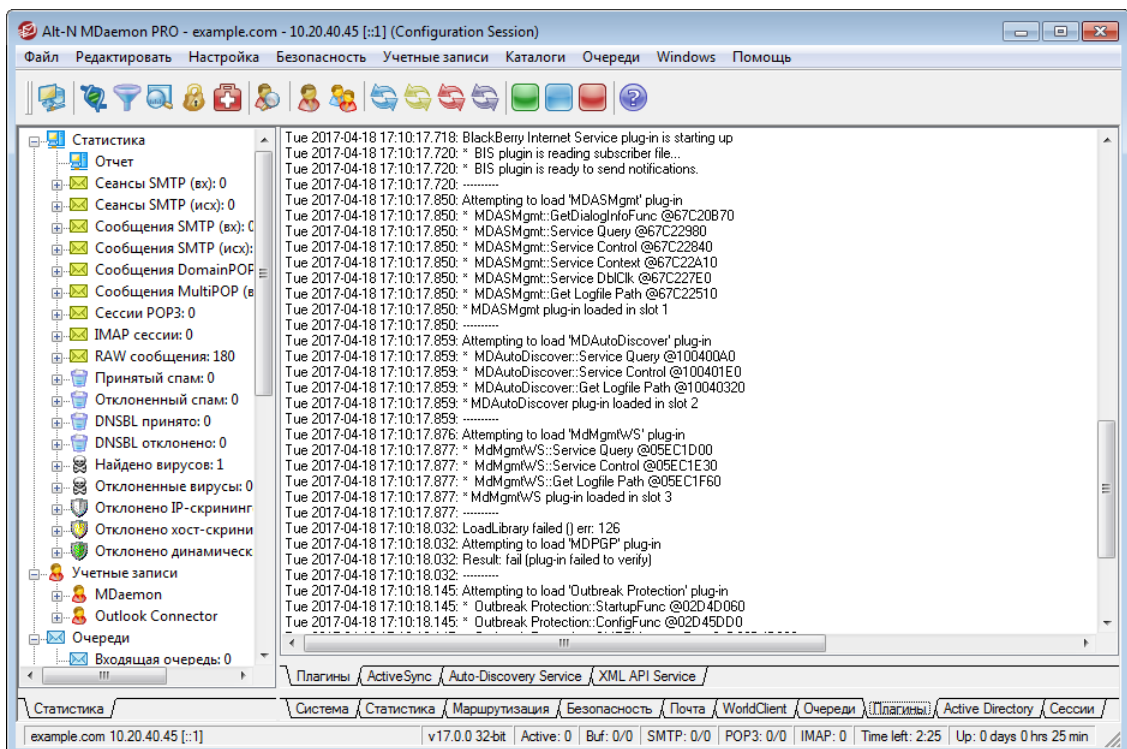 Alt-N MDaemon PRO - example.com - 10.20.40.45 [::1] (Configuration Session)
Файл Редактировать Настройка Безопасность Учетные записи Каталоги Очереди Windows Помощь
Статистика
Отчет
Сеансы SMTP (вх): 0
Сеансы SMTP (исх): 0
Сообщения SMTP (вх): 0
Сообщения SMTP (исх):
Сообщения DomainPOP
Сообщения MultiPOP (в
Сессии POP3: 0
IMAP сессии: 0
RAW сообщения: 180
Принятый спам: 0
Отклоненный спам: 0
DNSBL принято: 0
DNSBL отклонено: 0
Найдено вирусов: 1
Отклоненные вирусы: 0
Отклонено IP-скрининг
Отклонено хост-скрини
Отклонено динамическ
Учетные записи
MDaemon
Outlook Connector
Очереди
Входящая очередь: 0
Статистика
Tue 2017-04-18 17:10:17.718: BlackBerry Internet Service plug-in is starting up
Tue 2017-04-18 17:10:17.720: * BIS plugin is reading subscriber file...
Tue 2017-04-18 17:10:17.720: * BIS plugin is ready to send notifications.
Tue 2017-04-18 17:10:17.720: ----------
Tue 2017-04-18 17:10:17.850: Attempting to load 'MDASMgmt' plug-in
Tue 2017-04-18 17:10:17.850: * MDASMgmt::GetDialogInfoFunc @67C20B70
Tue 2017-04-18 17:10:17.850: * MDASMgmt::Service Query @67C22980
Tue 2017-04-18 17:10:17.850: * MDASMgmt::Service Control @67C22840
Tue 2017-04-18 17:10:17.850: * MDASMgmt::Service Context @67C22A10
Tue 2017-04-18 17:10:17.850: * MDASMgmt::Service DblClk @67C227E0
Tue 2017-04-18 17:10:17.850: * MDASMgmt::Get Logfile Path @67C22510
Tue 2017-04-18 17:10:17.850: * MDASMgmt plug-in loaded in slot 1
Tue 2017-04-18 17:10:17.850: ----------
Tue 2017-04-18 17:10:17.859: Attempting to load 'MDAutoDiscover' plug-in
Tue 2017-04-18 17:10:17.859: * MDAutoDiscover::Service Query @100400A0
Tue 2017-04-18 17:10:17.859: * MDAutoDiscover::Service Control @100401E0
Tue 2017-04-18 17:10:17.859: * MDAutoDiscover::Get Logfile Path @10040320
Tue 2017-04-18 17:10:17.859: * MDAutoDiscover plug-in loaded in slot 2
Tue 2017-04-18 17:10:17.859: ----------
Tue 2017-04-18 17:10:17.876: Attempting to load 'MdMgmtWS' plug-in
Tue 2017-04-18 17:10:17.877: * MdMgmtWS::Service Query @05EC1D00
Tue 2017-04-18 17:10:17.877: * MdMgmtWS::Service Control @05EC1E30
Tue 2017-04-18 17:10:17.877: * MdMgmtWS::Get Logfile Path @05EC1F60
Tue 2017-04-18 17:10:17.877: * MdMgmtWS plug-in loaded in slot 3
Tue 2017-04-18 17:10:17.877: ----------
Tue 2017-04-18 17:10:18.032: LoadLibrary failed () err: 126
Tue 2017-04-18 17:10:18.032: Attempting to load 'MDPGP' plug-in
Tue 2017-04-18 17:10:18.032: Result: fail (plug-in failed to verify)
Tue 2017-04-18 17:10:18.032: ----------
Tue 2017-04-18 17:10:18.145: Attempting to load 'Outbreak Protection' plug-in
Tue 2017-04-18 17:10:18.145: * Outbreak Protection::StartupFunc @02D4D060
Tue 2017-04-18 17:10:18.145: * Outbreak Protection::ConfigFunc @02D45DD0
Плагины ActiveSync Auto-Discovery Service XML API Service
Система Статистика Маршрутизация Безопасность Почта WorldClient Очереди Плагины Active Directory Сессии
example.com 10.20.40.45 [::1] v17.0.0 32-bit Active: 0 Buf: 0/0 SMTP: 0/0 POP3: 0/0 IMAP: 0 Time left: 2:25 Up: 0 days 0 hrs 25 min